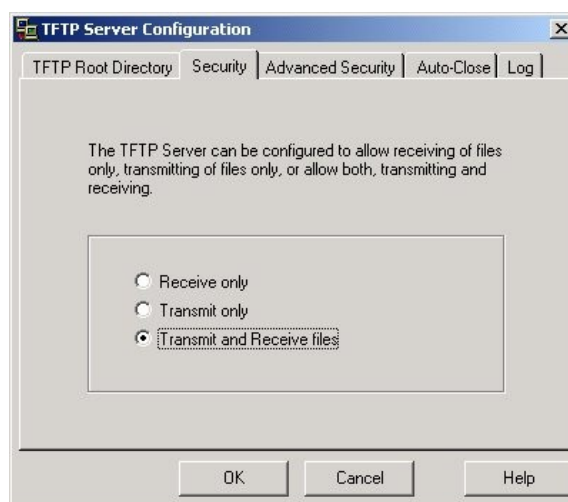 TFTP Server Configuration
TFTP Root Directory Security Advanced Security Auto-Close Log
The TFTP Server can be configured to allow receiving of files
only, transmitting of files only, or allow both, transmitting and
receiving.
Receive only
Transmit only
Transmit and Receive files
OK Cancel Help